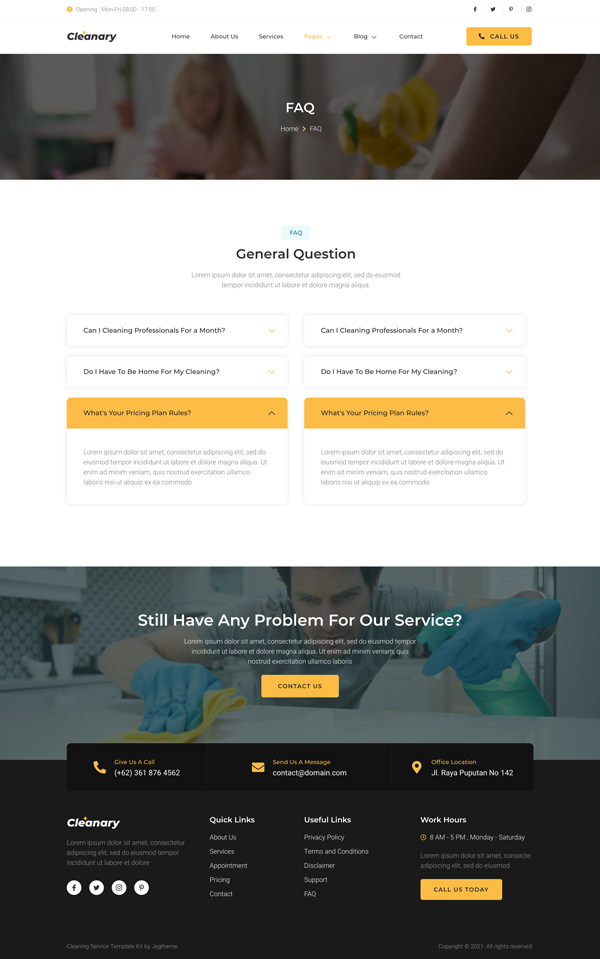 Opening : Mon-Fri 08:00 - 17:00
Cleanary
Home About Us Services Pages Blog Contact
CALL US
FAQ
Home FAQ
FAQ
General Question
Lorem ipsum dolor sit amet, consectetur adipiscing elit, sed do eiusmod
tempor incididunt ut labore et dolore magna aliqua.
Can I Cleaning Professionals For a Month?
Do I Have To Be Home For My Cleaning?
What's Your Pricing Plan Rules?
Lorem ipsum dolor sit amet, consectetur adipiscing elit, sed do
eiusmod tempor incididunt ut labore et dolore magna aliqua. Ut
enim ad minim veniam, quis nostrud exercitation ullamco
laboris nisi ut aliquip ex ea commodo
Can I Cleaning Professionals For a Month?
Do I Have To Be Home For My Cleaning?
What's Your Pricing Plan Rules?
Lorem ipsum dolor sit amet, consectetur adipiscing elit, sed do
eiusmod tempor incididunt ut labore et dolore magna aliqua. Ut
enim ad minim veniam, quis nostrud exercitation ullamco
laboris nisi ut aliquip ex ea commodo
Still Have Any Problem For Our Service?
Lorem ipsum dolor sit amet, consectetur adipiscing elit, sed do eiusmod tempor
incididunt ut labore et dolore magna aliqua. Ut enim ad minim veniam, quis
nostrud exercitation ullamco laboris
CONTACT US
Give Us A Call
(+62) 361 876 4562
Send Us A Message
contact@domain.com
Office Location
Jl. Raya Puputan No 142
Cleanary
Lorem ipsum dolor sit amet, consectetur
adipiscing elit, sed do eiusmod tempor
incididunt ut labore et dolore
Quick Links
About Us
Services
Appointment
Pricing
Contact
Useful Links
Privacy Policy
Terms and Conditions
Disclaimer
Support
FAQ
Work Hours
8 AM - 5 PM , Monday - Saturday
Lorem ipsum dolor sit amet, consecte
adipiscing elit, sed do eiusmod
CALL US TODAY
Cleaning Service Template Kit by Jegtheme
Copyright © 2021. All rights reserved.